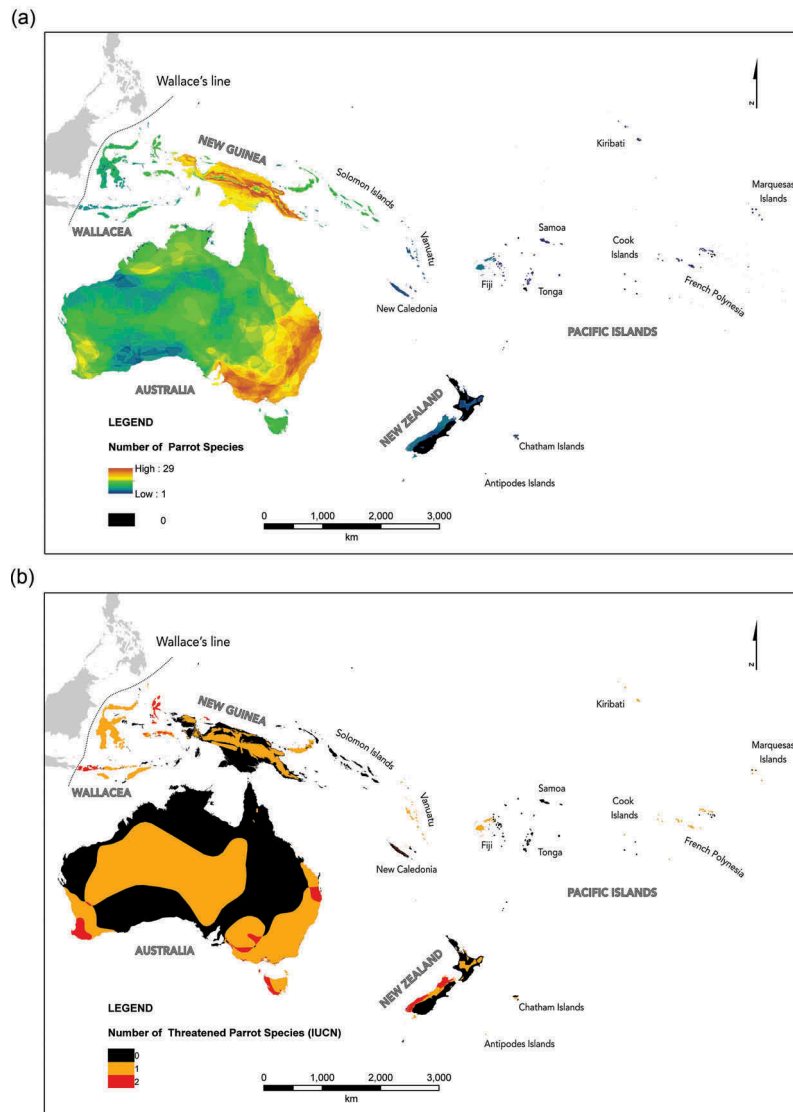 (a)
Wallace's line
N
NEW GUINEA
Kiribati
Solomon Islands
Marquesas
Islands
WALLACEA
Vanuatu
Samoa
Cook
Islands
Fiji
Tonga
French Polynesia
New Caledonia
PACIFIC ISLANDS
AUSTRALIA
NEW ZEALAND
LEGEND
Number of Parrot Species
High : 29
Low : 1
0
Chatham Islands
Antipodes Islands
0 1,000 2,000 3,000
km
(b)
Wallace's line
N
NEW GUINEA
Kiribati
Solomon Islands
Marquesas
Islands
WALLACEA
Vanuatu
Samoa
Cook
Islands
Fiji
Tonga
French Polynesia
New Caledonia
PACIFIC ISLANDS
AUSTRALIA
NEW ZEALAND
LEGEND
Number of Threatened Parrot Species (IUCN)
0
1
2
Chatham Islands
Antipodes Islands
0 1,000 2,000 3,000
km